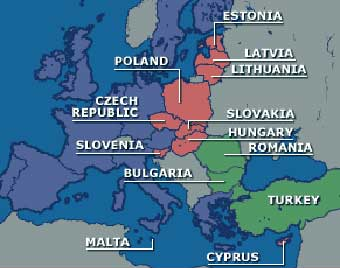 ESTONIA
LATVIA
POLAND
LITHUANIA
CZECH
REPUBLIC
SLOVAKIA
HUNGARY
SLOVENIA
ROMANIA
BULGARIA
TURKEY
MALTA
CYPRUS